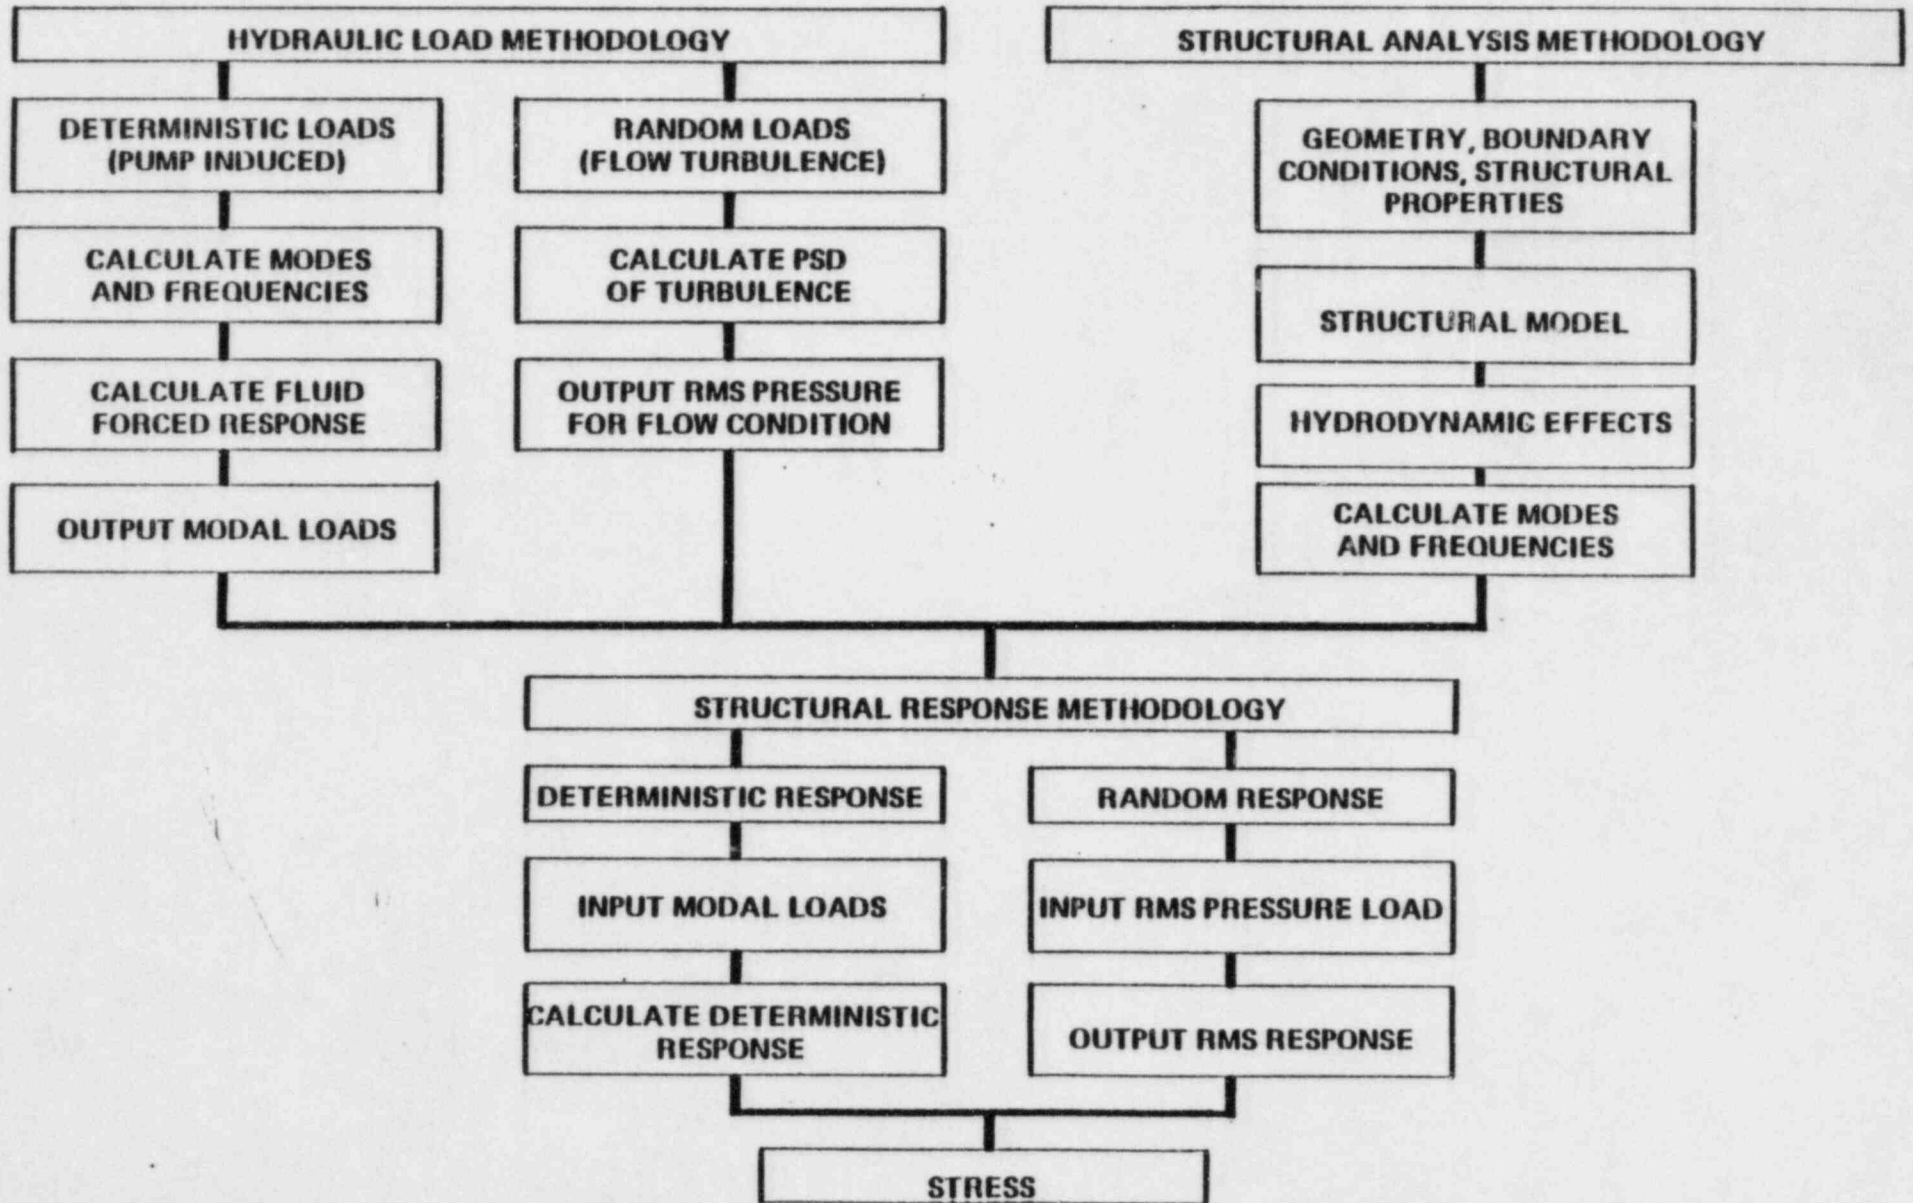 HYDRAULIC LOAD METHODOLOGY
DETERMINISTIC LOADS
(PUMP INDUCED)
CALCULATE MODES
AND FREQUENCIES
CALCULATE FLUID
FORCED RESPONSE
OUTPUT MODAL LOADS
RANDOM LOADS
(FLOW TURBULENCE)
CALCULATE PSD
OF TURBULENCE
OUTPUT RMS PRESSURE
FOR FLOW CONDITION
STRUCTURAL ANALYSIS METHODOLOGY
GEOMETRY, BOUNDARY
CONDITIONS, STRUCTURAL
PROPERTIES
STRUCTURAL MODEL
HYDRODYNAMIC EFFECTS
CALCULATE MODES
AND FREQUENCIES
STRUCTURAL RESPONSE METHODOLOGY
DETERMINISTIC RESPONSE
INPUT MODAL LOADS
CALCULATE DETERMINISTIC
RESPONSE
RANDOM RESPONSE
INPUT RMS PRESSURE LOAD
OUTPUT RMS RESPONSE
STRESS